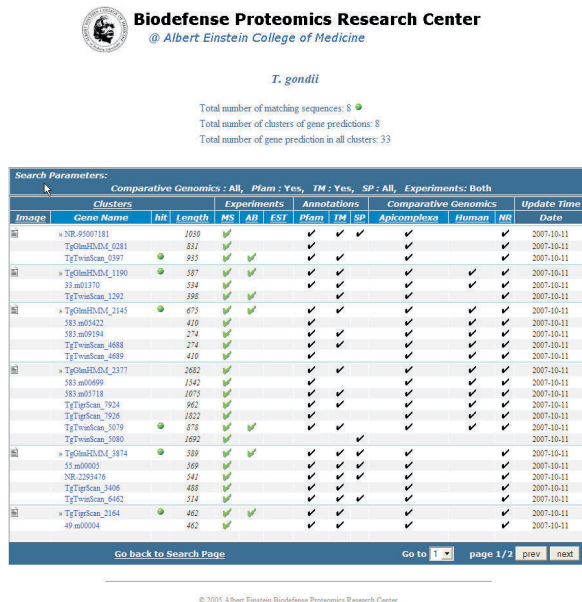 Biodefense Proteomics Research Center
@ Albert Einstein College of Medicine
T. gondii
Total number of matching sequences: 8
Total number of clusters of gene predictions: 8
Total number of gene prediction in all clusters: 33
Search Parameters:
Comparative Genomics : All, Pfam : Yes, TM : Yes, SP : All, Experiments: Both
Clusters Experiments Annotations Comparative Genomics Update Time
Image Gene Name hit Length MS AB EST Pfam TM SP Apicomplexa Human NR Date
» NR-95007181 1030 2007-10-11
TgGlmHMM_0281 831 2007-10-11
TgTwinScan_0397 935 2007-10-11
» TgGlmHMM_1190 587 2007-10-11
33.m01370 534 2007-10-11
TgTwinScan_1292 398 2007-10-11
» TgGlmHMM_2145 675 2007-10-11
583.m05422 410 2007-10-11
583.m09194 274 2007-10-11
TgTwinScan_4688 274 2007-10-11
TgTwinScan_4689 410 2007-10-11
» TgGlmHMM_2377 2682 2007-10-11
583.m00699 1542 2007-10-11
583.m05718 1075 2007-10-11
TgTigrScan_7924 962 2007-10-11
TgTigrScan_7926 1822 2007-10-11
TgTwinScan_5079 878 2007-10-11
TgTwinScan_5080 1692 2007-10-11
» TgGlmHMM_3874 589 2007-10-11
55.m00005 569 2007-10-11
NR-2293476 541 2007-10-11
TgTigrScan_3406 488 2007-10-11
TgTwinScan_6462 514 2007-10-11
» TgTigrScan_2164 462 2007-10-11
49.m00004 462 2007-10-11
Go back to Search Page Go to 1 page 1/2 prev next
© 2005 Albert Einstein Biodefense Proteomics Research Center